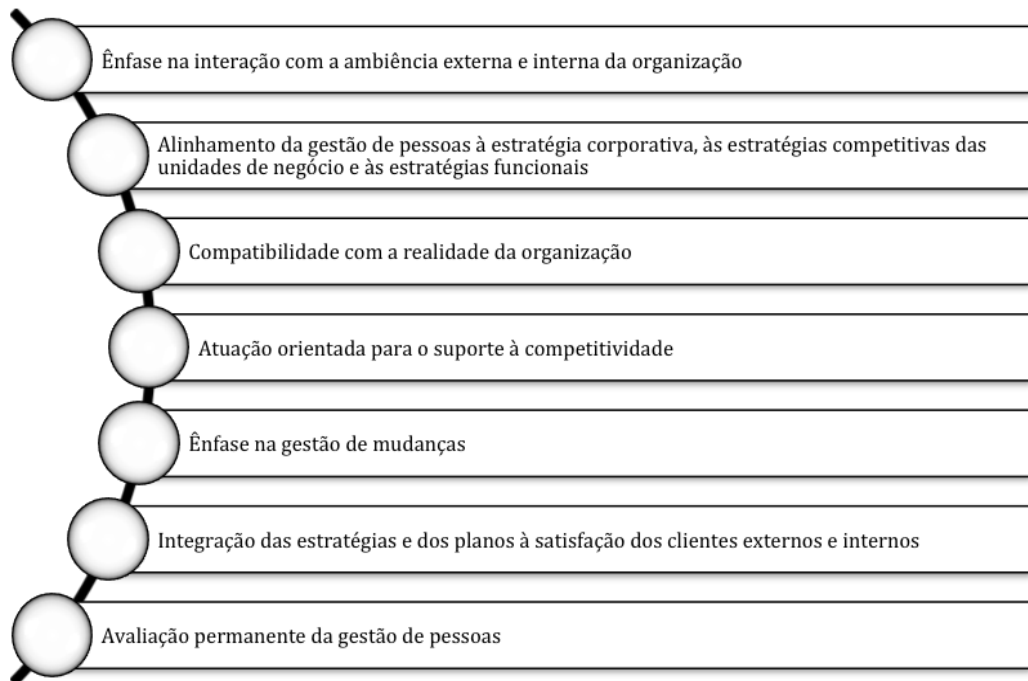 Ênfase na interação com a ambiência externa e interna da organização
Alinhamento da gestão de pessoas à estratégia corporativa, às estratégias competitivas das
unidades de negócio e às estratégias funcionais
Compatibilidade com a realidade da organização
Atuação orientada para o suporte à competitividade
Ênfase na gestão de mudanças
Integração das estratégias e dos planos à satisfação dos clientes externos e internos
Avaliação permanente da gestão de pessoas